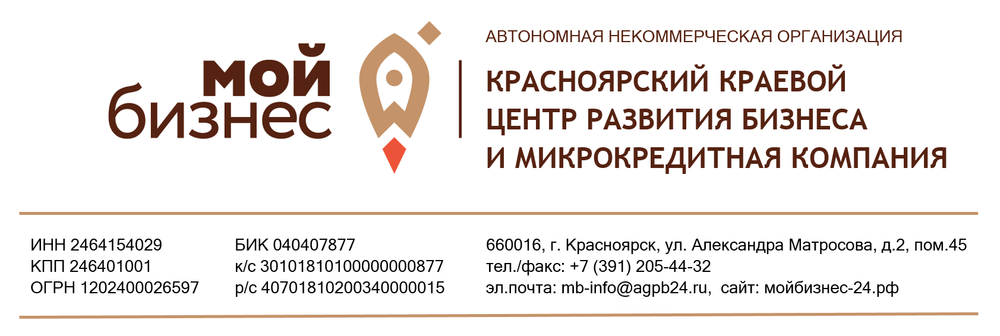 мой
бизнес
АВТОНОМНАЯ НЕКОММЕРЧЕСКАЯ ОРГАНИЗАЦИЯ
КРАСНОЯРСКИЙ КРАЕВОЙ
ЦЕНТР РАЗВИТИЯ БИЗНЕСА
И МИКРОКРЕДИТНАЯ КОМПАНИЯ
ИНН 2464154029
КПП 246401001
ОГРН 1202400026597
БИК 040407877
к/с 30101810100000000877
р/с 40701810200340000015
660016, г. Красноярск, ул. Александра Матросова, д.2, пом.45
тел./факс: +7 (391) 205-44-32
эл.почта: mb-info@agpb24.ru, сайт: мойбизнес-24.рф